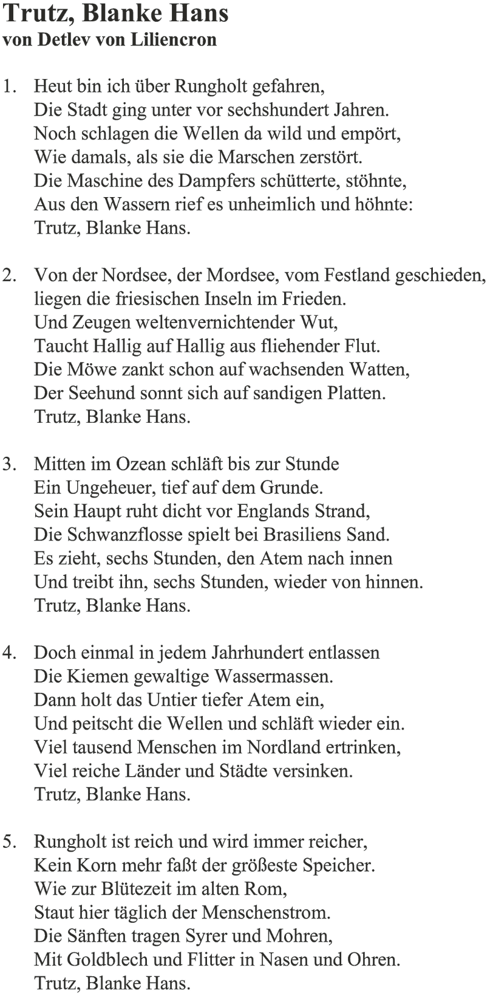 Trutz, Blanke Hans
von Detlev von Liliencron
1. Heut bin ich über Rungholt gefahren,
Die Stadt ging unter vor sechshundert Jahren.
Noch schlagen die Wellen da wild und empört,
Wie damals, als sie die Marschen zerstört.
Die Maschine des Dampfers schütterte, stöhnte,
Aus den Wassern rief es unheimlich und höhnte:
Trutz, Blanke Hans.
2. Von der Nordsee, der Mordsee, vom Festland geschieden,
liegen die friesischen Inseln im Frieden.
Und Zeugen weltenvernichtender Wut,
Taucht Hallig auf Hallig aus fliehender Flut.
Die Möwe zankt schon auf wachsenden Watten,
Der Seehund sonnt sich auf sandigen Platten.
Trutz, Blanke Hans.
3. Mitten im Ozean schläft bis zur Stunde
Ein Ungeheuer, tief auf dem Grunde.
Sein Haupt ruht dicht vor Englands Strand,
Die Schwanzflosse spielt bei Brasiliens Sand.
Es zieht, sechs Stunden, den Atem nach innen
Und treibt ihn, sechs Stunden, wieder von hinnen.
Trutz, Blanke Hans.
4. Doch einmal in jedem Jahrhundert entlassen
Die Kiemen gewaltige Wassermassen.
Dann holt das Untier tiefer Atem ein,
Und peitscht die Wellen und schläft wieder ein.
Viel tausend Menschen im Nordland ertrinken,
Viel reiche Länder und Städte versinken.
Trutz, Blanke Hans.
5. Rungholt ist reich und wird immer reicher,
Kein Korn mehr faßt der größeste Speicher.
Wie zur Blütezeit im alten Rom,
Staut hier täglich der Menschenstrom.
Die Sänften tragen Syrer und Mohren,
Mit Goldblech und Flitter in Nasen und Ohren.
Trutz, Blanke Hans.